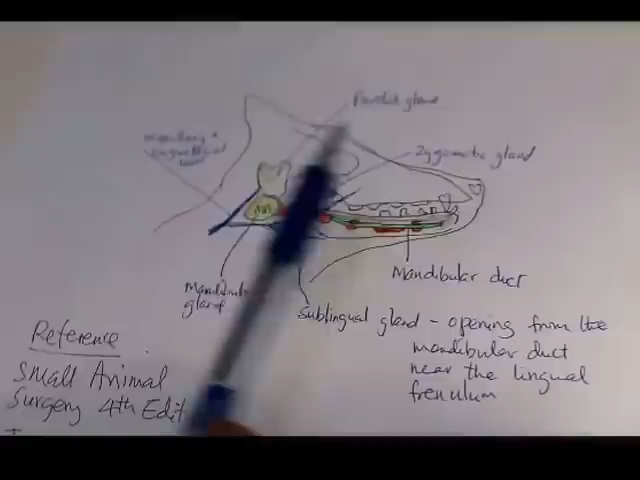 Parotid gland
Zygomatic gland
Mandibular duct
Mandibul
gland
Sublingual gland - opening from the
mandibular duct
near the lingual
frenulum
Reference
Small Animal
Surgery 4th Edit